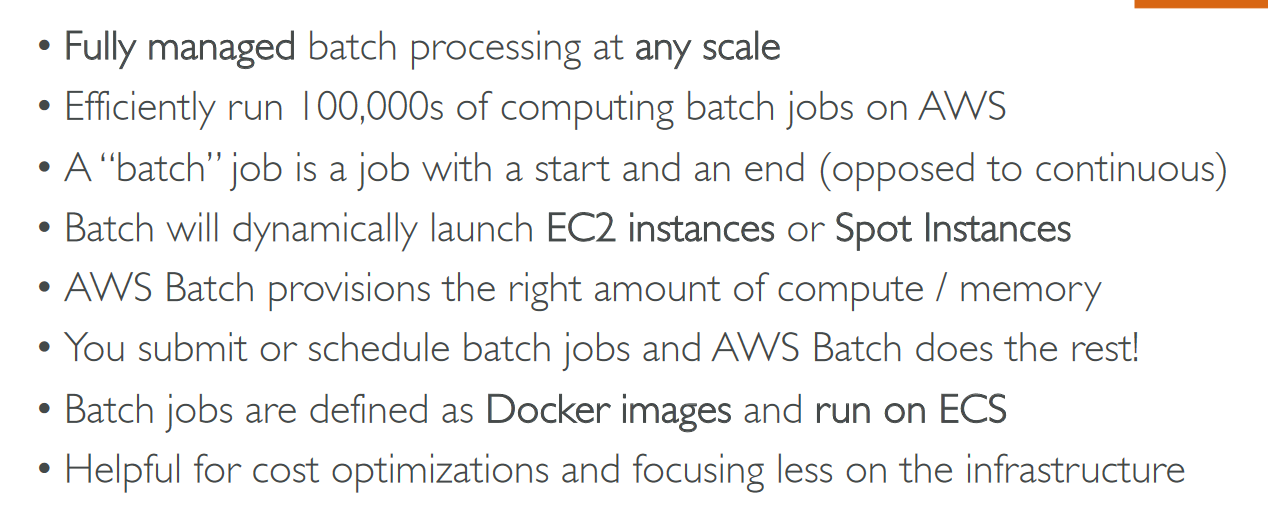 • Fully managed batch processing at any scale
• Efficiently run 100,000s of computing batch jobs on AWS
• A “batch” job is a job with a start and an end (opposed to continuous)
• Batch will dynamically launch EC2 instances or Spot Instances
• AWS Batch provisions the right amount of compute / memory
• You submit or schedule batch jobs and AWS Batch does the rest!
• Batch jobs are defined as Docker images and run on ECS
• Helpful for cost optimizations and focusing less on the infrastructure